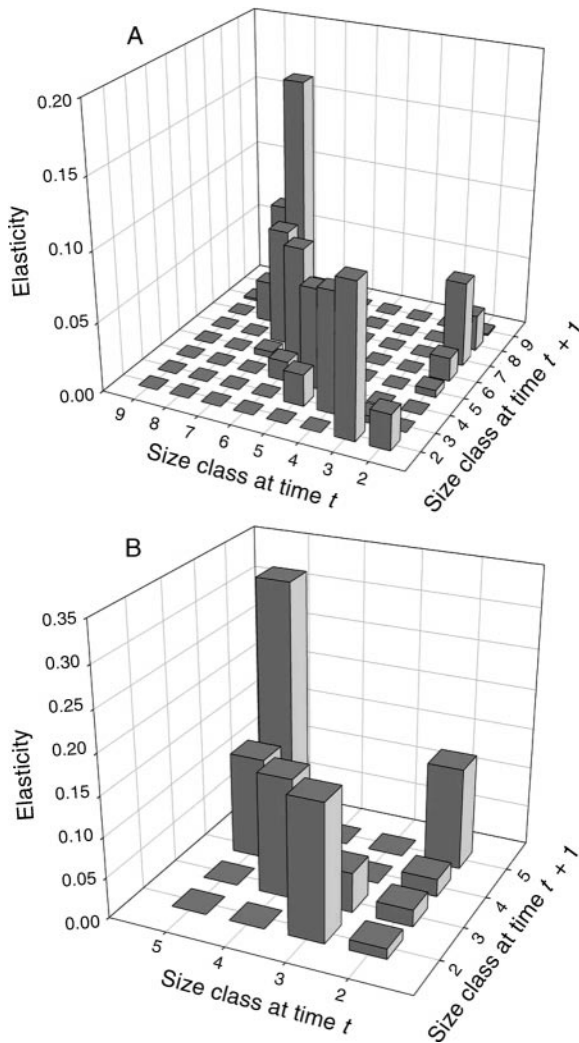 A
0.20
0.15
0.10
0.05
0.00
Elasticity
9 8 7 6 5 4 3 2
Size class at time t
2 3 4 5 6 7 8 9
Size class at time t + 1
B
0.35
0.30
0.25
0.20
0.15
0.10
0.05
0.00
Elasticity
5 4 3 2
Size class at time t
2 3 4 5
Size class at time t + 1